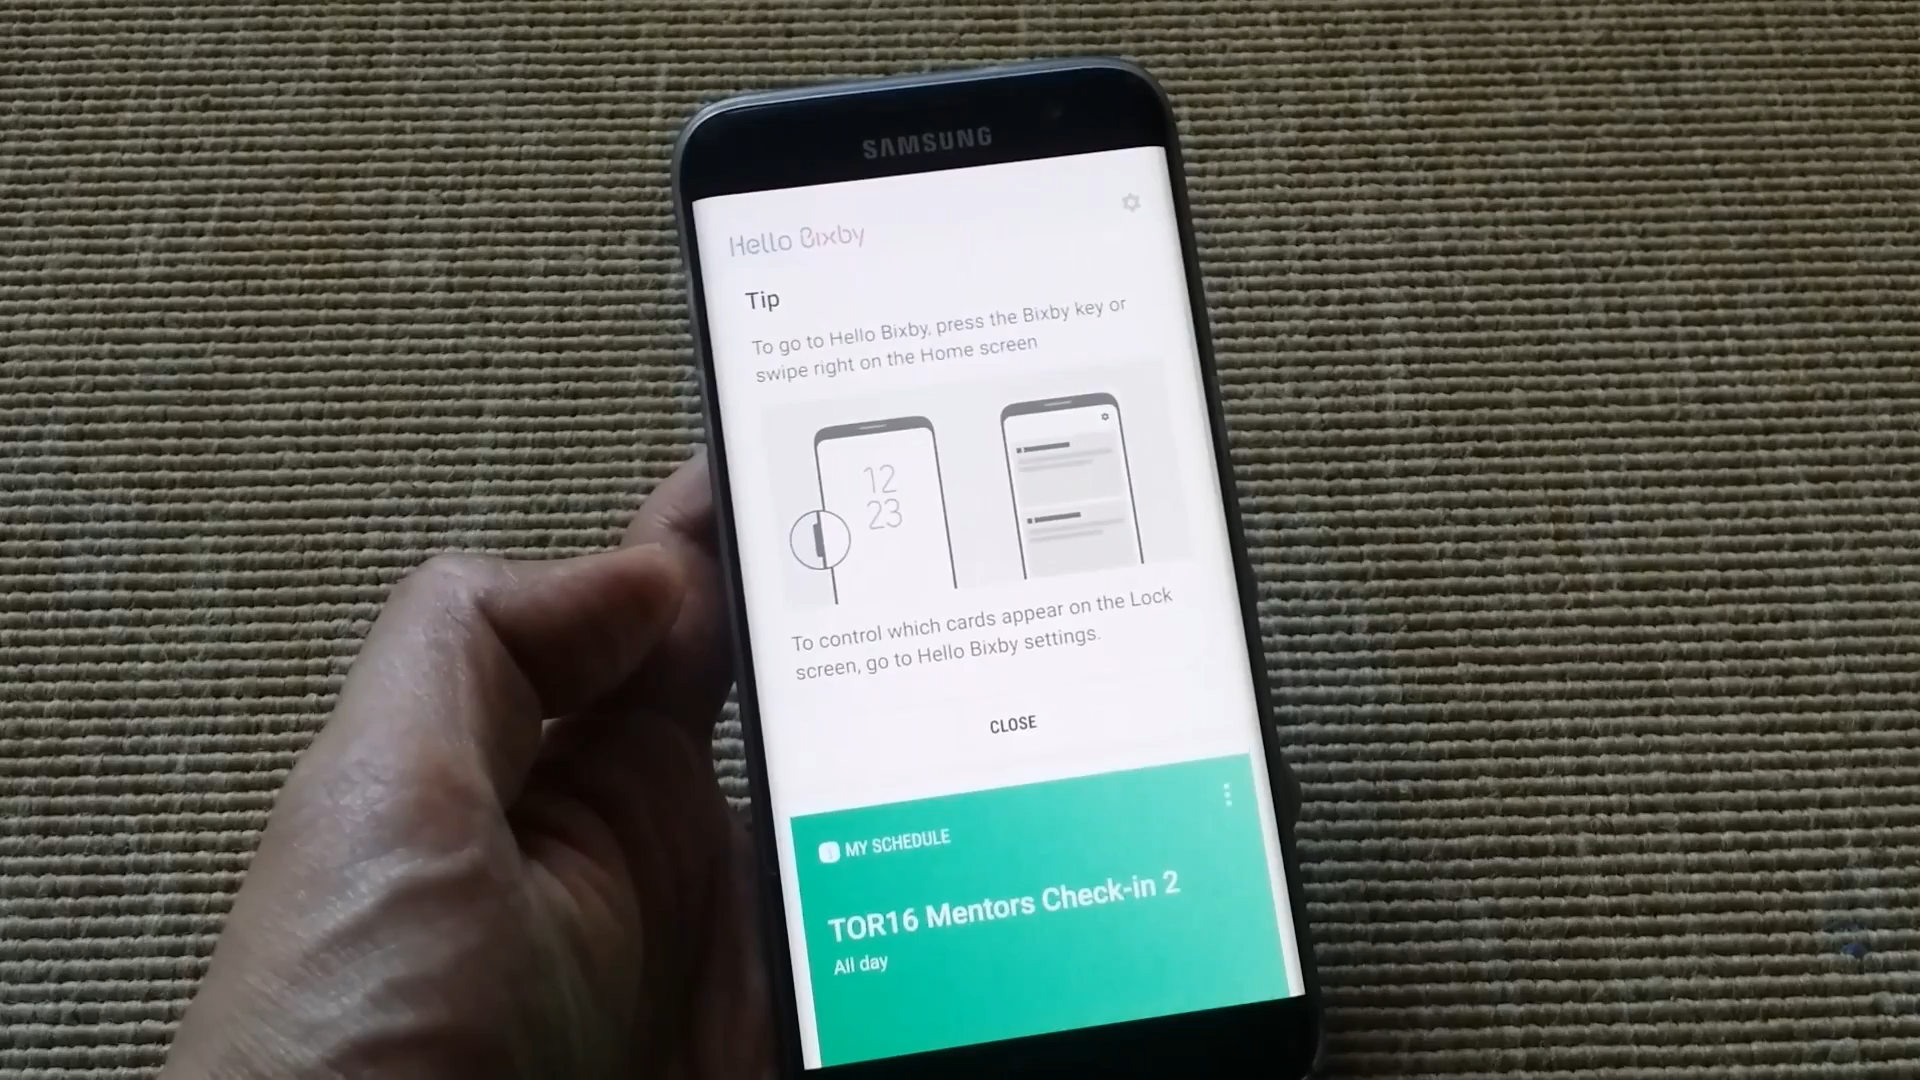 SAMSUNG
Hello Bixby
Tip
To go to Hello Bixby, press the Bixby key or
swipe right on the Home screen
12
23
To control which cards appear on the Lock
screen, go to Hello Bixby settings.
CLOSE
MY SCHEDULE
TOR16 Mentors Check-in 2
All day